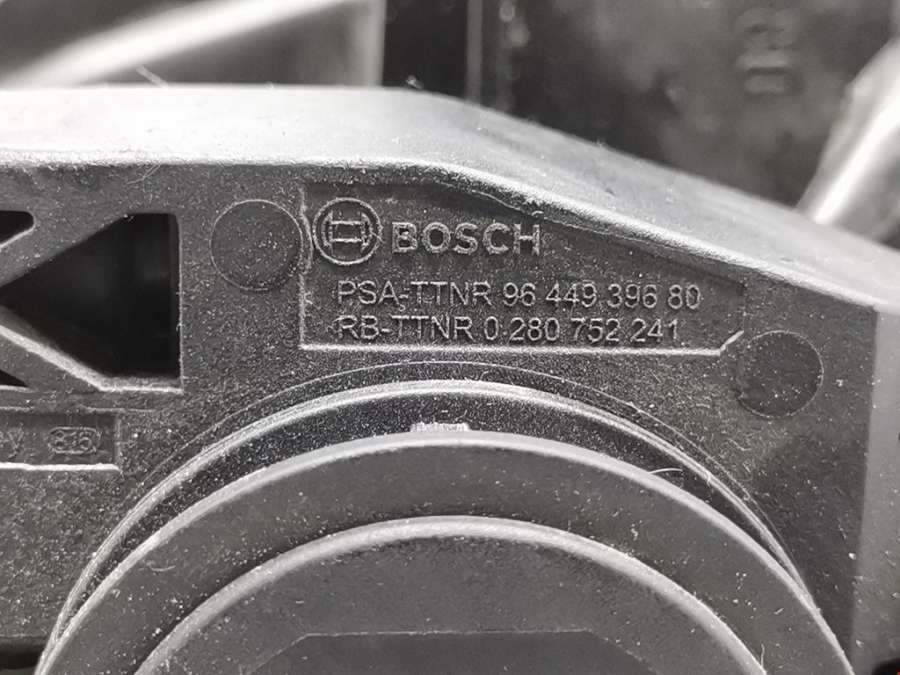 BOSCH
PSA-TTNR 96 449 396 80
RB-TTNR 0 280 752 241